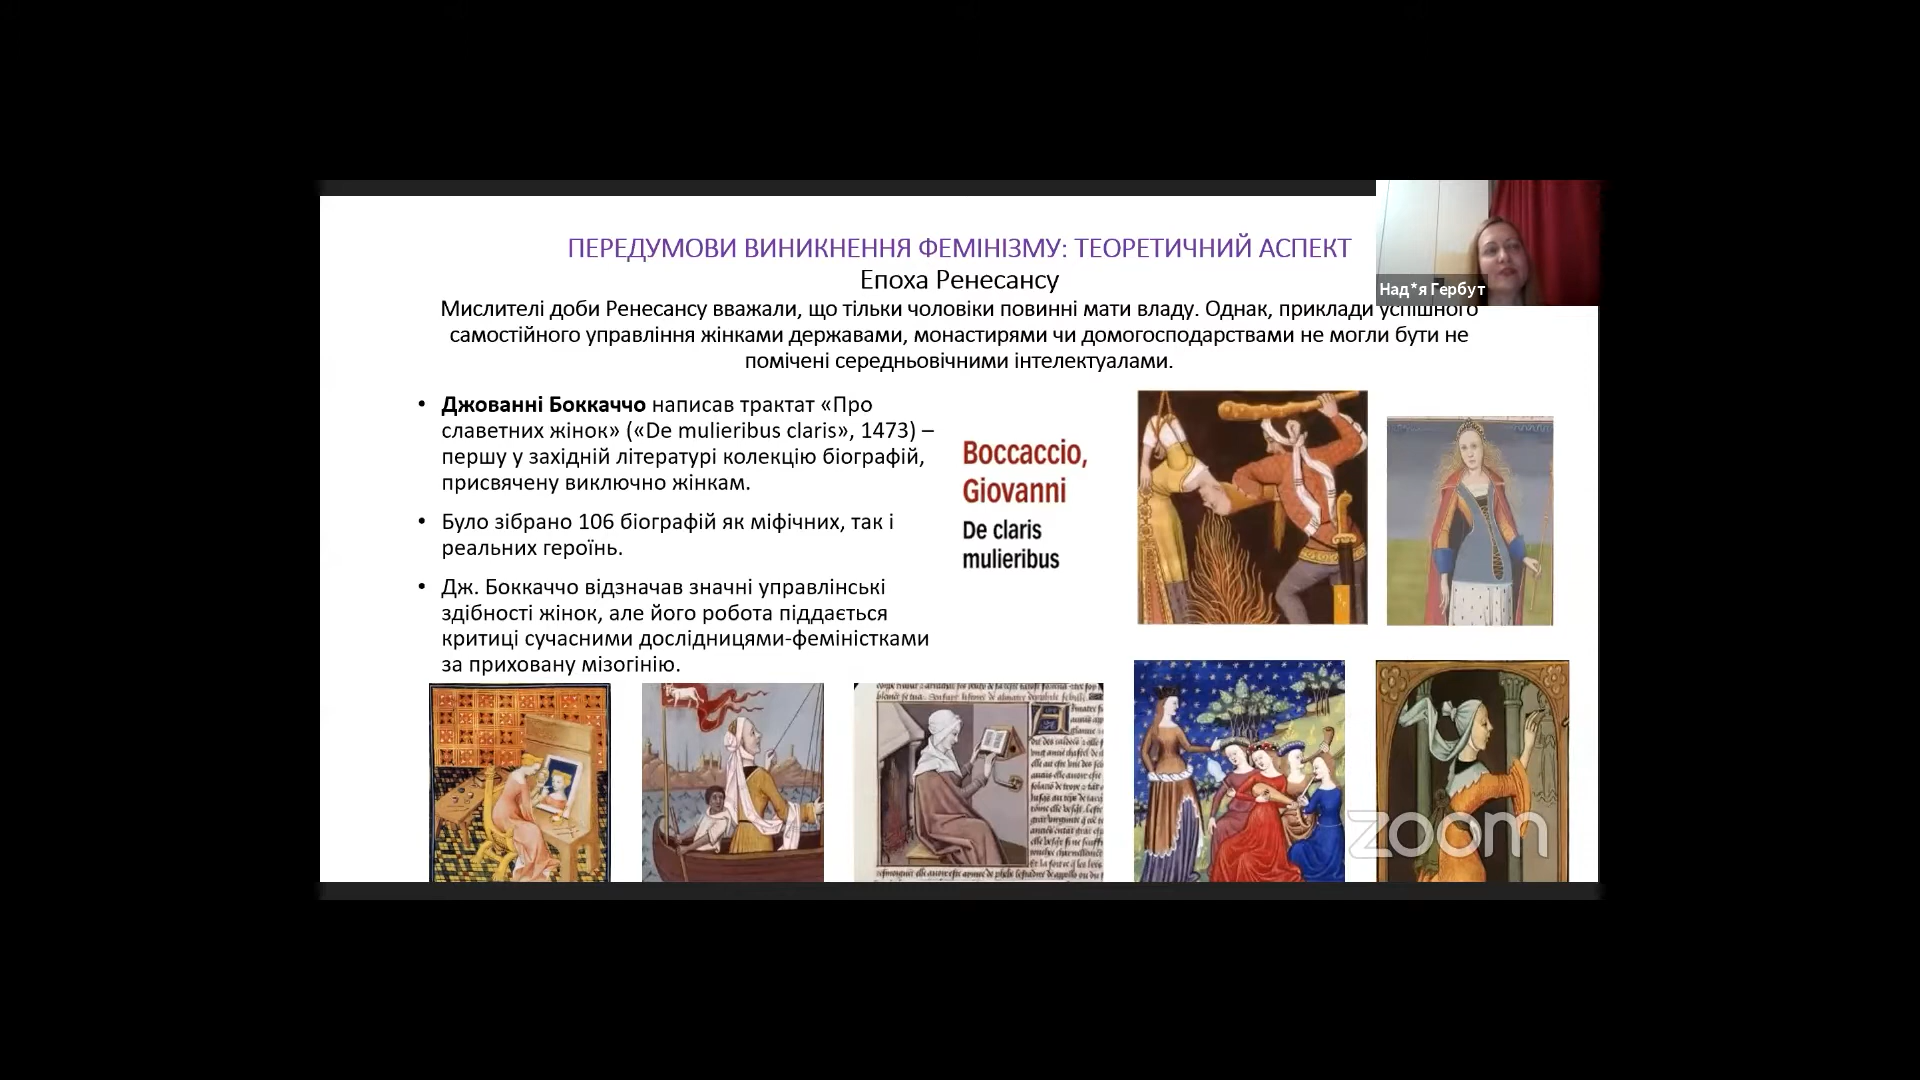 ПЕРЕДУМОВИ ВИНИКНЕННЯ ФЕМІНІЗМУ: ТЕОРЕТИЧНИЙ АСПЕКТ
Епоха Ренесансу
Над*я Гербут
Мислителі доби Ренесансу вважали, що тільки чоловіки повинні мати владу. Однак, приклади успішного
самостійного управління жінками державами, монастирями чи домогосподарствами не могли бути не
помічені середньовічними інтелектуалами.
• Джованні Боккаччо написав трактат «Про
славетних жінок» («De mulieribus claris», 1473) –
першу у західній літературі колекцію біографій,
присвячену виключно жінкам.
• Було зібрано 106 біографій як міфічних, так і
реальних героїнь.
• Дж. Боккаччо відзначав значні управлінські
здібності жінок, але його робота піддається
критиці сучасними дослідницями-феміністками
за приховану мізогінію.
Boccaccio,
Giovanni
De claris
mulieribus
zoom